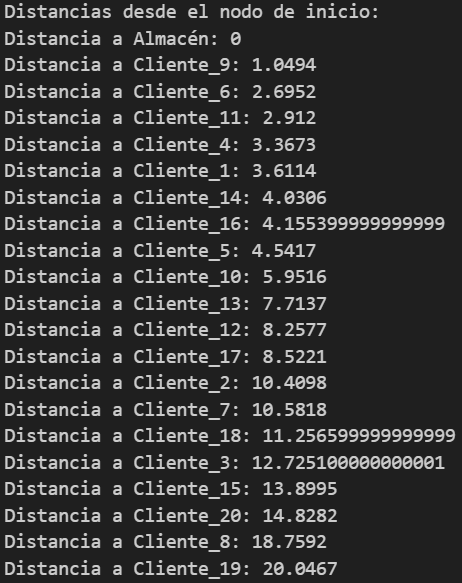 Distancias desde el nodo de inicio:
Distancia a Almacén: 0
Distancia a Cliente_9: 1.0494
Distancia a Cliente_6: 2.6952
Distancia a Cliente_11: 2.912
Distancia a Cliente_4: 3.3673
Distancia a Cliente_1: 3.6114
Distancia a Cliente_14: 4.0306
Distancia a Cliente_16: 4.155399999999999
Distancia a Cliente_5: 4.5417
Distancia a Cliente_10: 5.9516
Distancia a Cliente_13: 7.7137
Distancia a Cliente_12: 8.2577
Distancia a Cliente_17: 8.5221
Distancia a Cliente_2: 10.4098
Distancia a Cliente_7: 10.5818
Distancia a Cliente_18: 11.256599999999999
Distancia a Cliente_3: 12.725100000000001
Distancia a Cliente_15: 13.8995
Distancia a Cliente_20: 14.8282
Distancia a Cliente_8: 18.7592
Distancia a Cliente_19: 20.0467